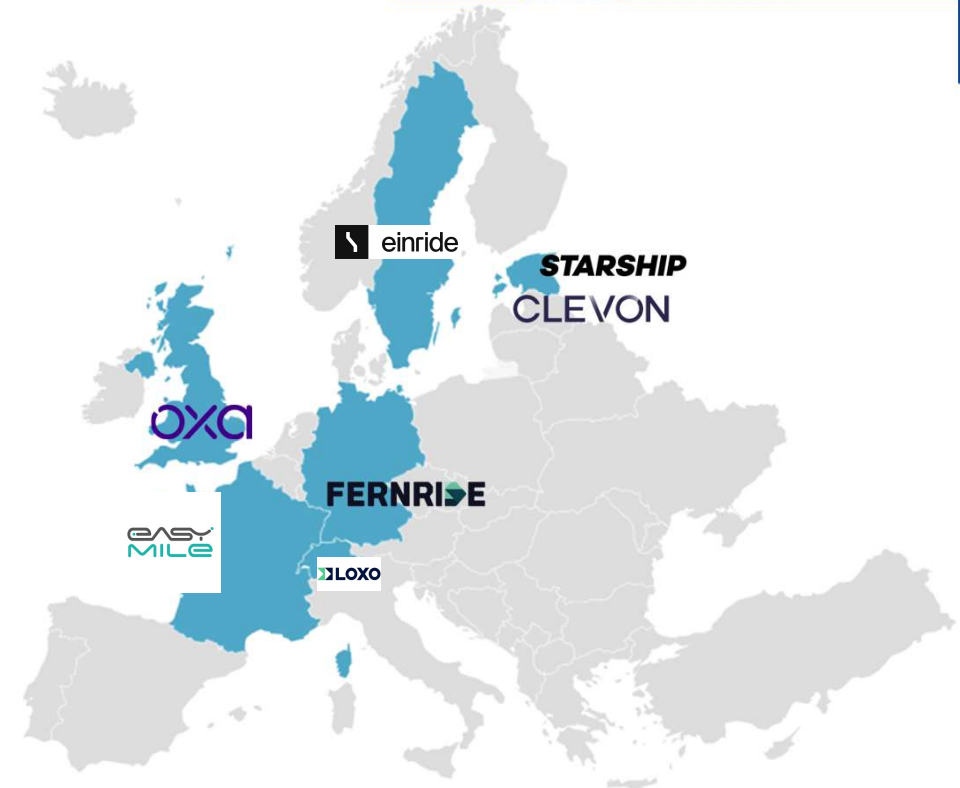 einride
STARSHIP
CLEVON
oxa
FERNRIDE
EASY
MILE
LOXO